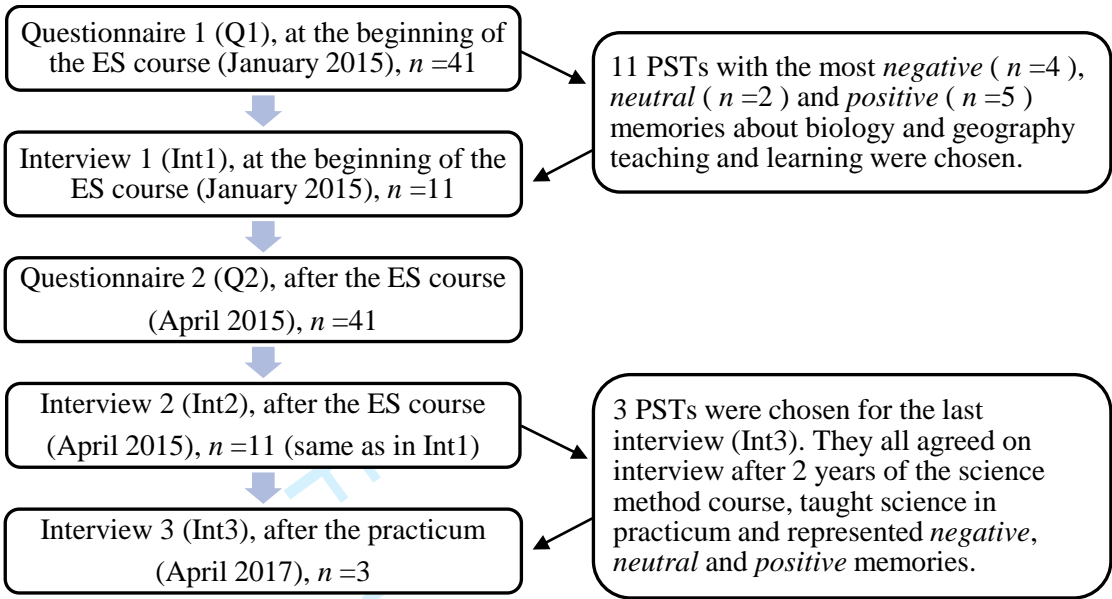 Questionnaire 1 (Q1), at the beginning of
the ES course (January 2015), n =41
11 PSTs with the most negative ( n =4 ),
neutral ( n =2 ) and positive ( n =5 )
memories about biology and geography
teaching and learning were chosen.
Interview 1 (Int1), at the beginning of the
ES course (January 2015), n =11
Questionnaire 2 (Q2), after the ES course
(April 2015), n =41
Interview 2 (Int2), after the ES course
(April 2015), n =11 (same as in Int1)
3 PSTs were chosen for the last
interview (Int3). They all agreed on
interview after 2 years of the science
method course, taught science in
practicum and represented negative,
neutral and positive memories.
Interview 3 (Int3), after the practicum
(April 2017), n =3